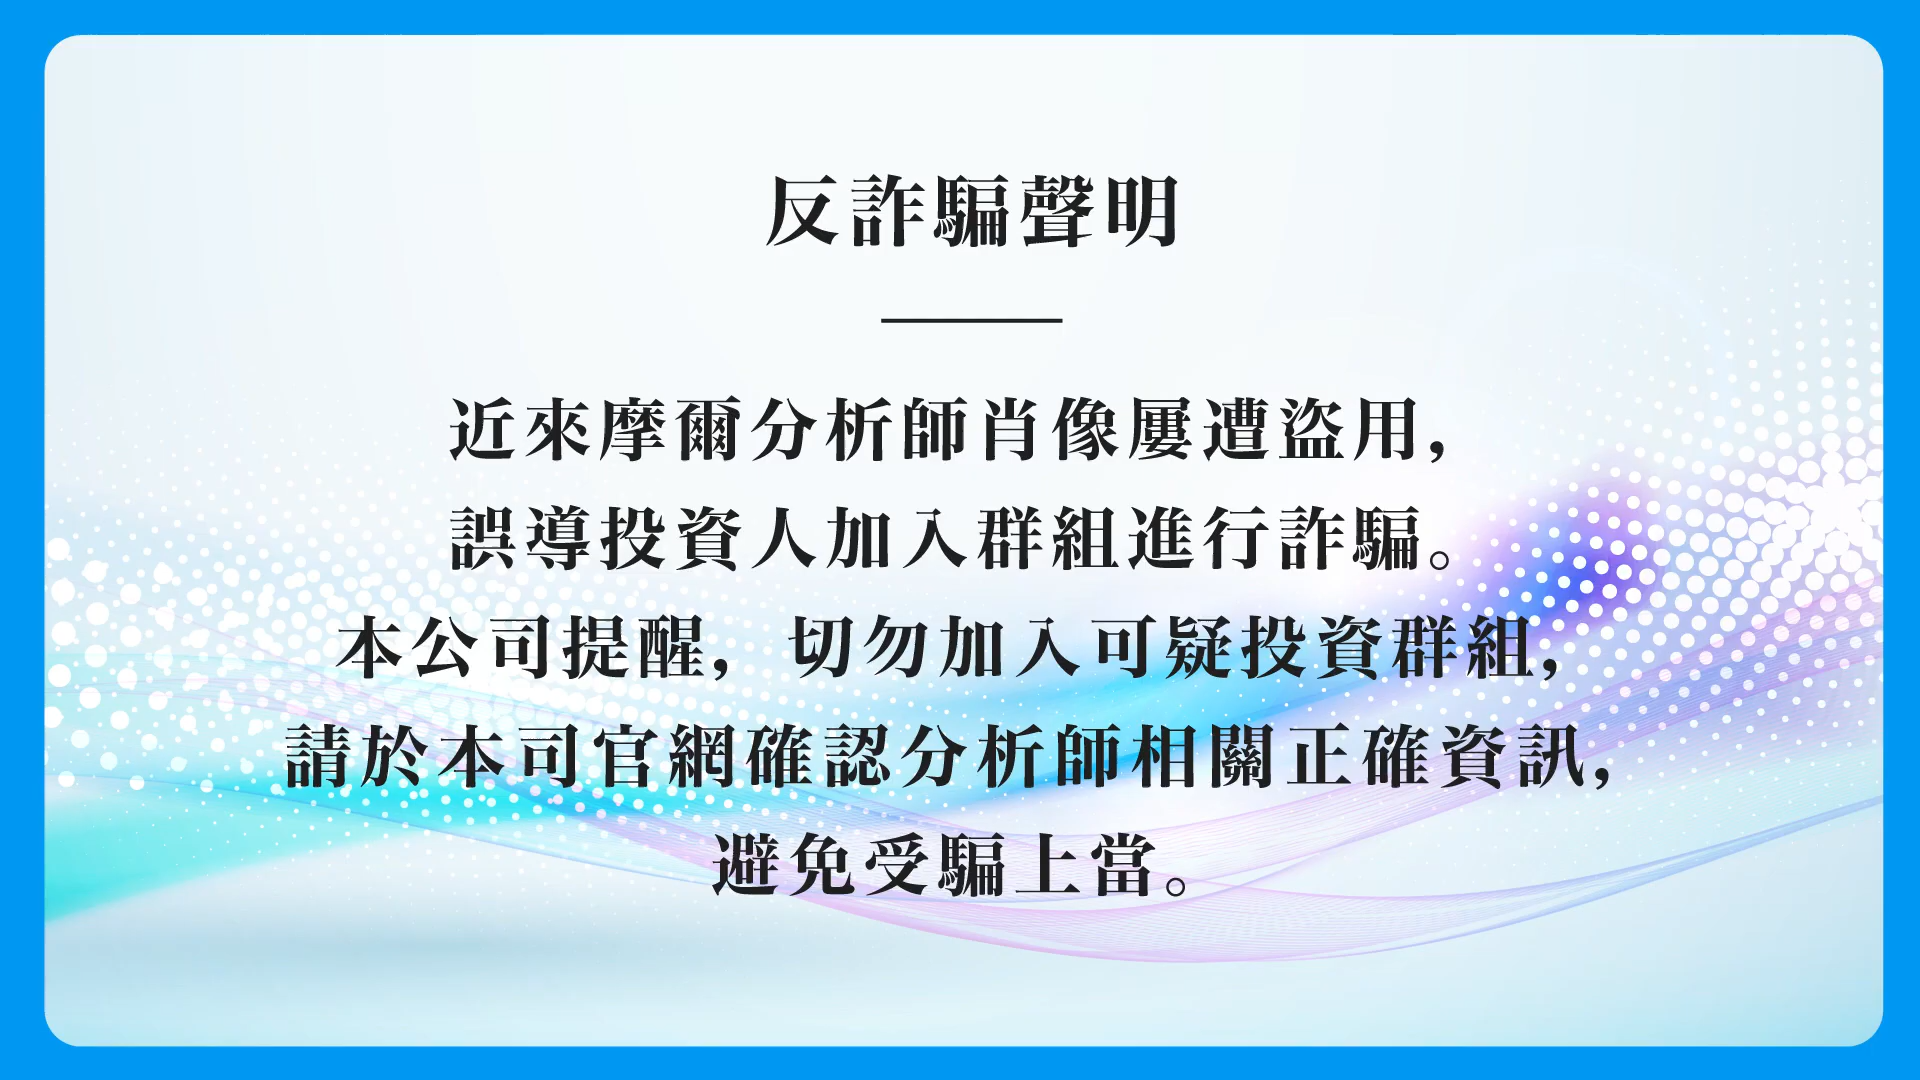 反詐騙聲明
近來摩爾分析師肖像屢遭盜用，
誤導投資人加入群組進行詐騙。
本公司提醒，切勿加入可疑投資群組，
請於本司官網確認分析師相關正確資訊，
避免受騙上當。